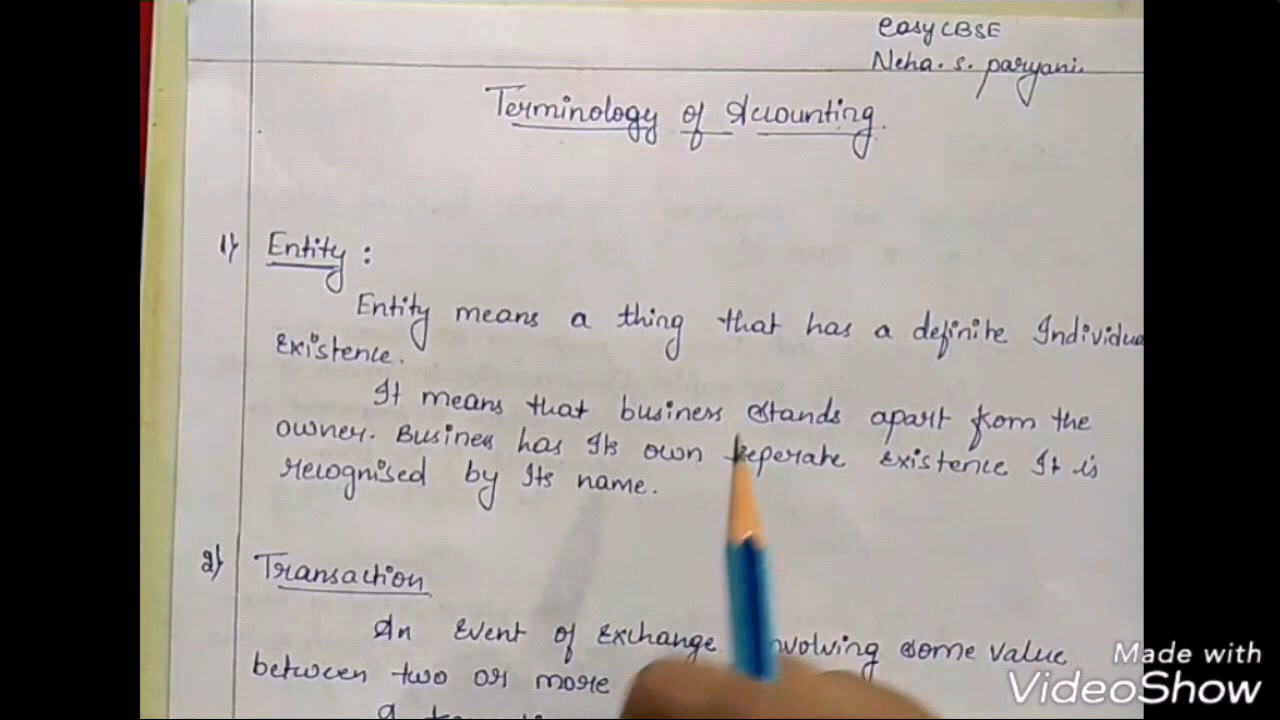 easyCBSE
Neha. S. paryani.
Terminology of Accounting.
1) Entity :
Entity means a thing that has a definite Individua
existence.
It means that business stands apart from the
owner. Business has Its own seperate existence It is
recognised by Its name.
2) Transaction
An Event of Exchange involving some value
between two or more
Made with
VideoShow